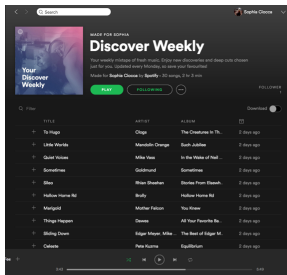 Search
Sophie Ciocca
Your
Discover
Weekly
MADE FOR SOPHIA
Discover Weekly
Your weekly mixtape of fresh music. Enjoy new discoveries and deep cuts chosen
just for you. Updated every Monday, so save your favourites!
Made for Sophia Ciocca by Spotify · 30 songs, 2 hr 3 min
PLAY
FOLLOWING
FOLLOWER
Filter
Download
TITLE ARTIST ALBUM
To Hugo Clogs The Creatures In Th... 2 days ago
Little Worlds Mandolin Orange Such Jubilee 2 days ago
Quiet Voices Mike Vass In the Wake of Neil ... 2 days ago
Sometimes Goldmund Sometimes 2 days ago
Sileo Rhian Sheehan Stories From Elsewh... 2 days ago
Hollow Home Rd Brolly Hollow Home Rd 2 days ago
Marigold Mother Falcon You Knew 2 days ago
Things Happen Dawes All Your Favorite Ba... 2 days ago
Sliding Down Edgar Meyer, Mike... The Best of Edgar M... 2 days ago
Celeste Pete Kuzma Equilibrium 2 days ago